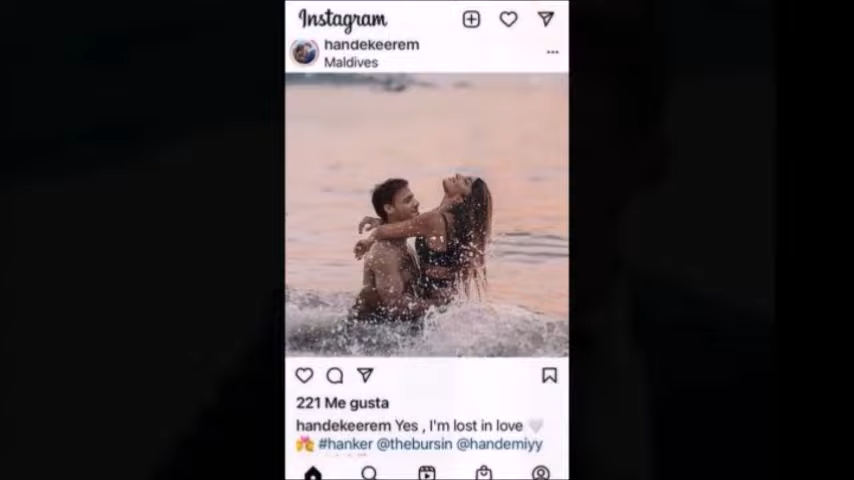 Instagram
handekeerem
Maldives
221 Me gusta
handekeerem Yes , I'm lost in love 🤍
💏 #hanker @thebursin @handemiyy